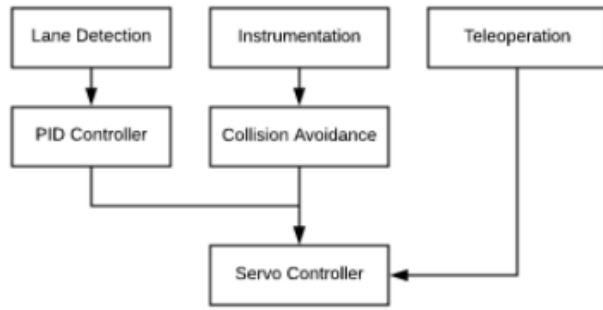 Lane Detection
Instrumentation
Teleoperation
PID Controller
Collision Avoidance
Servo Controller